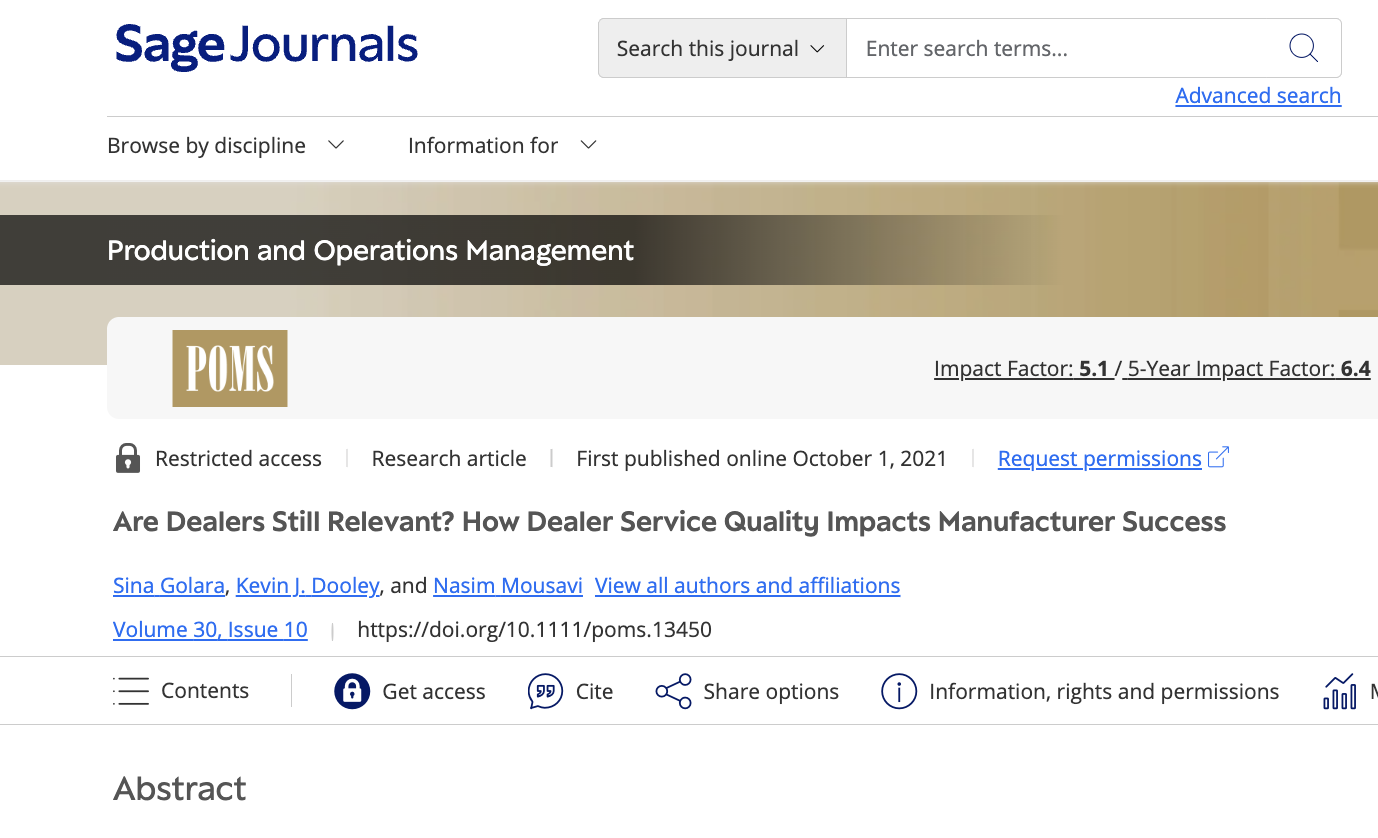 Sage Journals
Search this journal
Enter search terms...
Advanced search
Browse by discipline
Information for
Production and Operations Management
POMS
Impact Factor: 5.1 / 5-Year Impact Factor: 6.4
Restricted access
Research article
First published online October 1, 2021
Request permissions
Are Dealers Still Relevant? How Dealer Service Quality Impacts Manufacturer Success
Sina Golara, Kevin J. Dooley, and Nasim Mousavi View all authors and affiliations
Volume 30, Issue 10
https://doi.org/10.1111/poms.13450
Contents
Get access
Cite
Share options
Information, rights and permissions
Abstract